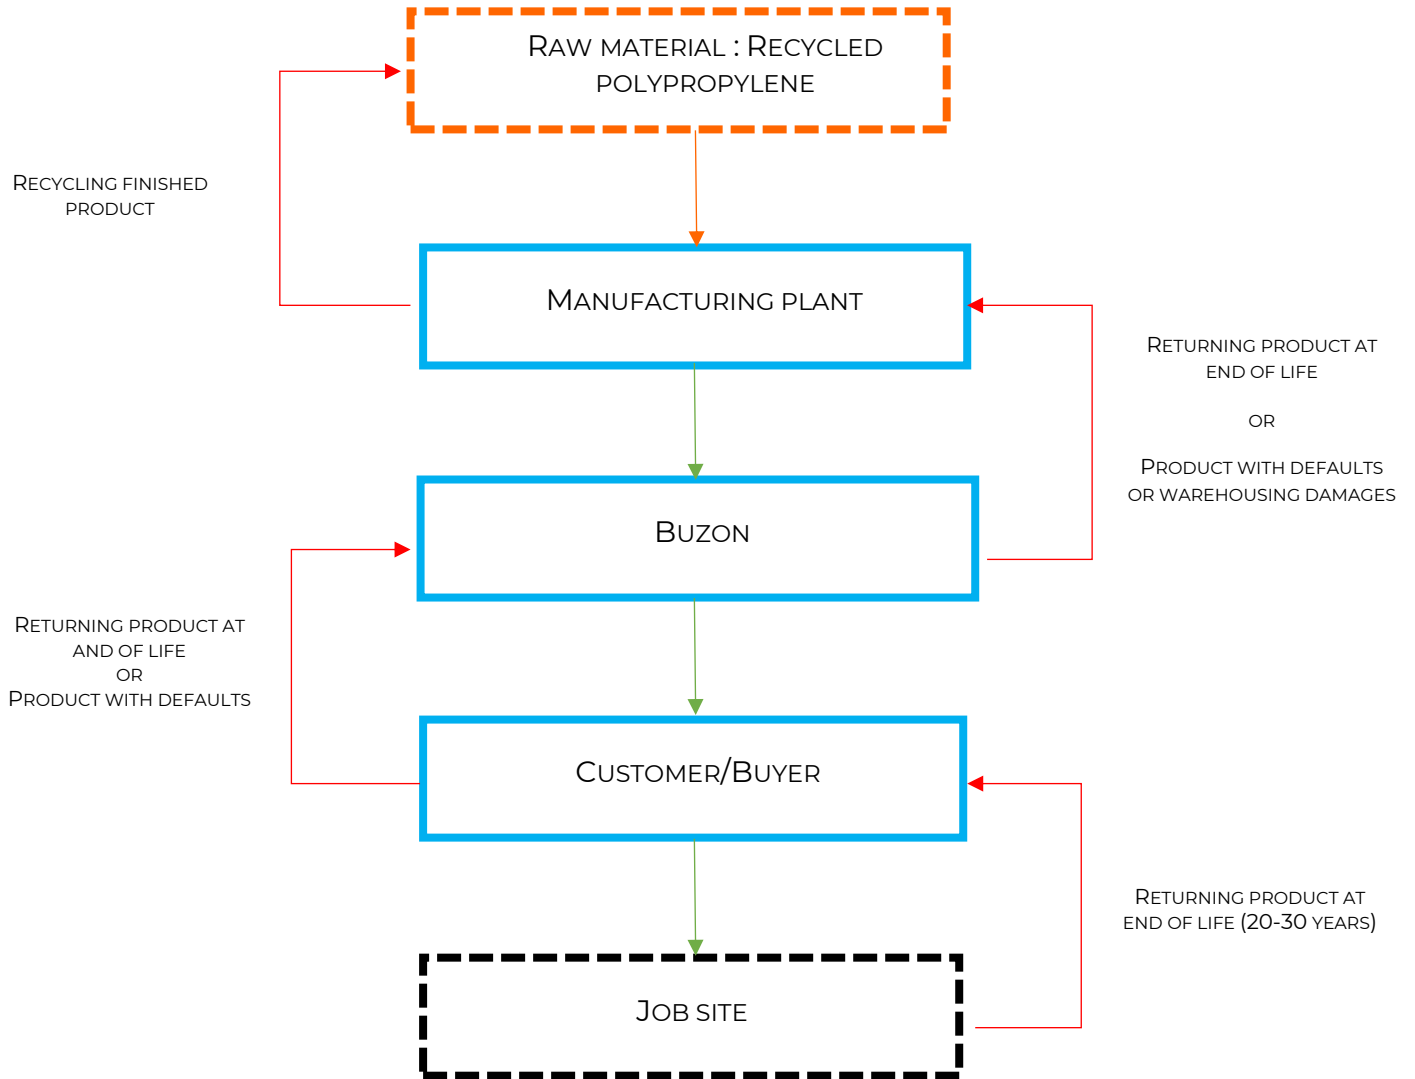 Raw material : Recycled
polypropylene
Recycling finished
product
Manufacturing plant
Returning product at
end of life
or
Product with defaults
or warehousing damages
Buzon
Returning product at
and of life
or
Product with defaults
Customer/Buyer
Returning product at
end of life (20-30 years)
Job site